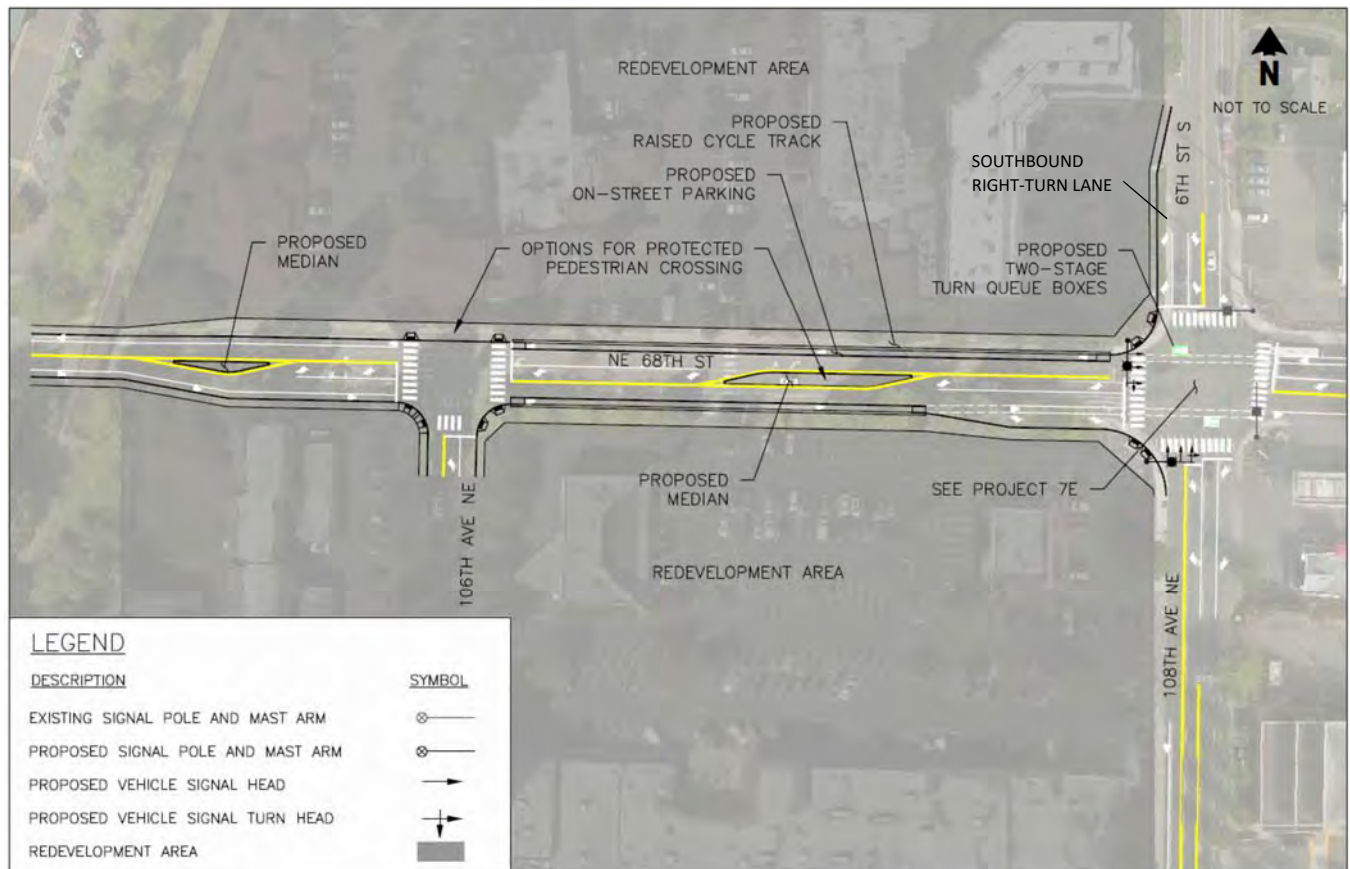 REDEVELOPMENT AREA
N
NOT TO SCALE
PROPOSED
RAISED CYCLE TRACK
6TH ST S
SOUTHBOUND
RIGHT-TURN LANE
PROPOSED
ON-STREET PARKING
PROPOSED
MEDIAN
OPTIONS FOR PROTECTED
PEDESTRIAN CROSSING
PROPOSED
TWO-STAGE
TURN QUEUE BOXES
NE 68TH ST
PROPOSED
MEDIAN
SEE PROJECT 7E
106TH AVE NE
REDEVELOPMENT AREA
108TH AVE NE
LEGEND
DESCRIPTION SYMBOL
EXISTING SIGNAL POLE AND MAST ARM
PROPOSED SIGNAL POLE AND MAST ARM
PROPOSED VEHICLE SIGNAL HEAD
PROPOSED VEHICLE SIGNAL TURN HEAD
REDEVELOPMENT AREA